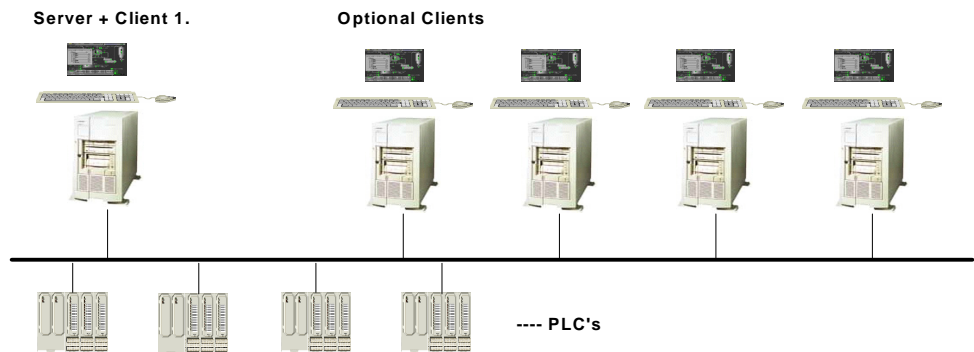 Server + Client 1.
Optional Clients
---- PLC's